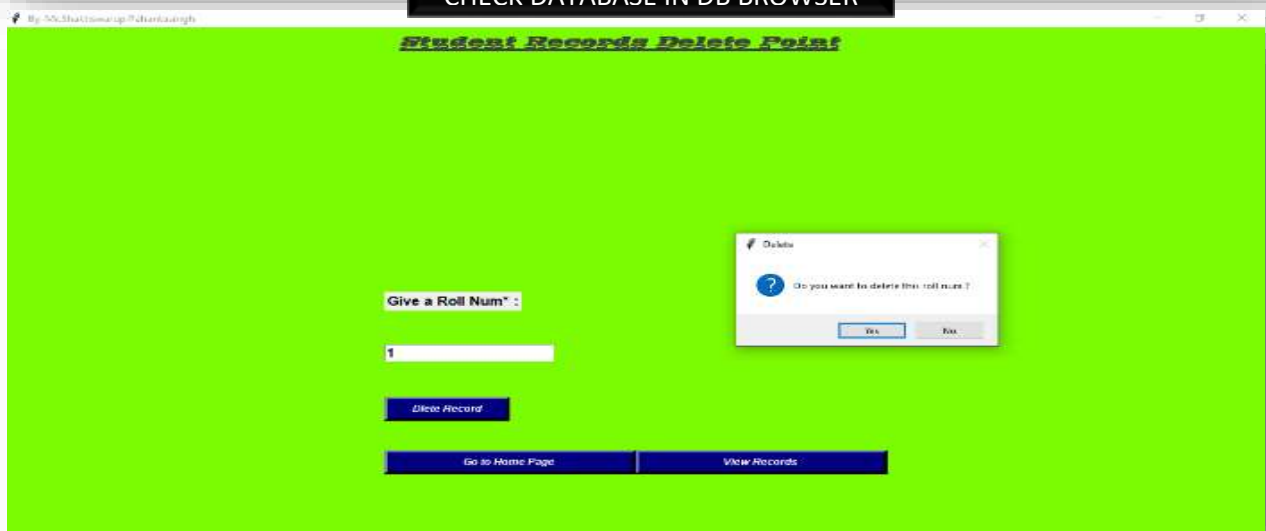 CHECK DATABASE IN DB BROWSER
Student Records Delete Point
Delete
Do you want to delete this roll num ?
Give a Roll Num* :
Yes
No
1
Dlete Record
Go to Home Page
View Records